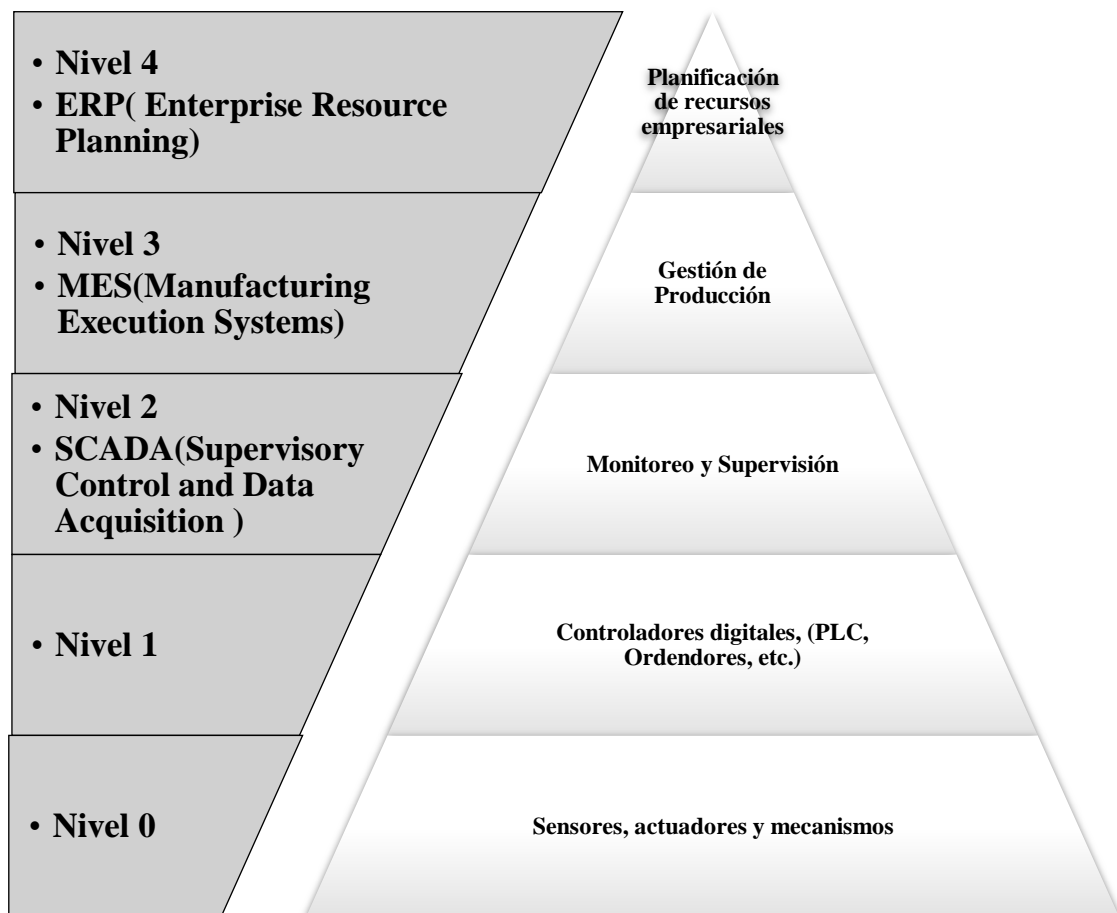 • Nivel 4
• ERP( Enterprise Resource
Planning)
Planificación
de recursos
empresariales
• Nivel 3
• MES(Manufacturing
Execution Systems)
Gestión de
Producción
• Nivel 2
• SCADA(Supervisory
Control and Data
Acquisition )
Monitoreo y Supervisión
• Nivel 1
Controladores digitales, (PLC,
Ordendores, etc.)
• Nivel 0
Sensores, actuadores y mecanismos